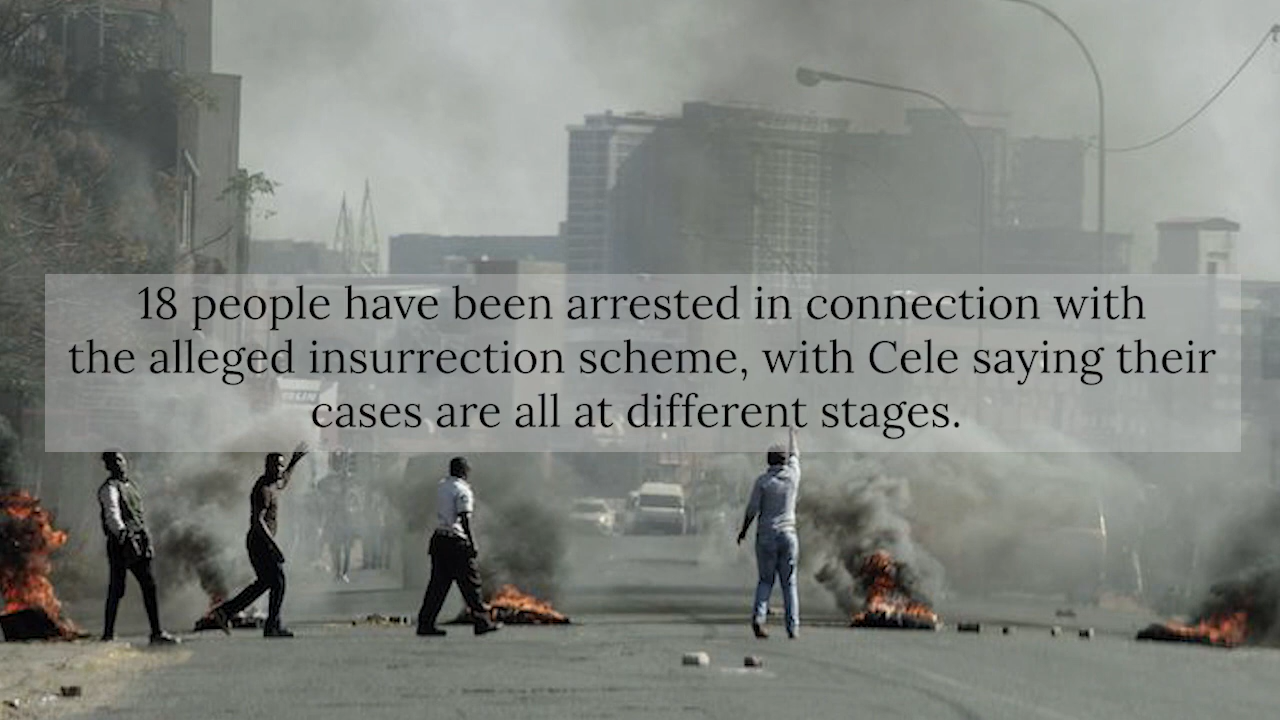 18 people have been arrested in connection with
the alleged insurrection scheme, with Cele saying their
cases are all at different stages.